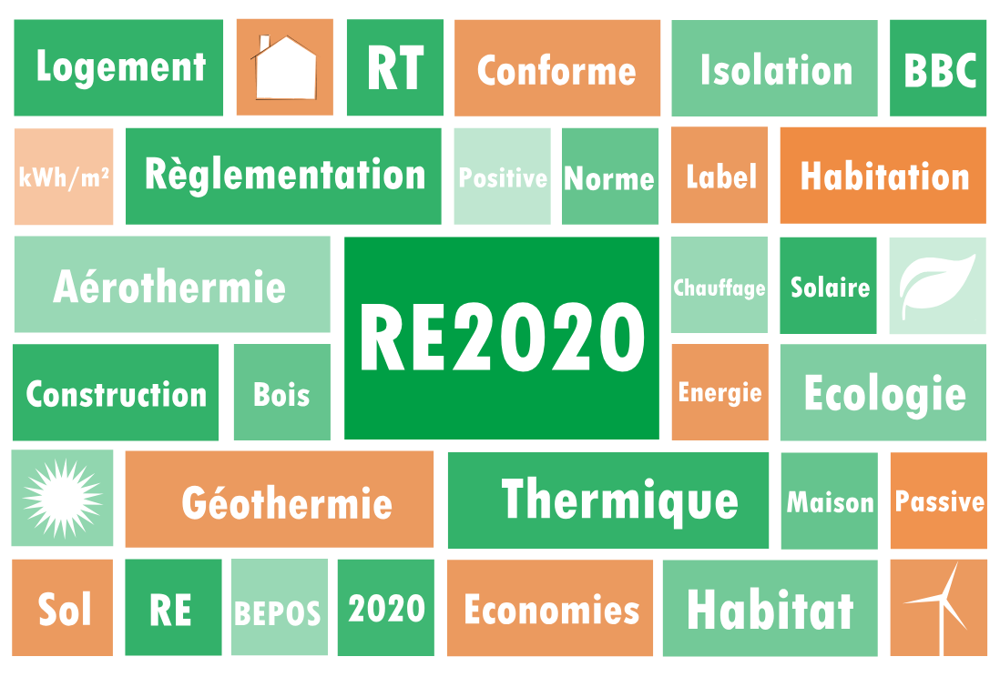 Logement
RT
Conforme
Isolation
BBC
kWh/m²
Règlementation
Positive
Norme
Label
Habitation
Aérothermie
RE2020
Chauffage
Solaire
Construction
Bois
Energie
Ecologie
Géothermie
Thermique
Maison
Passive
Sol
RE
BEPOS
2020
Economies
Habitat